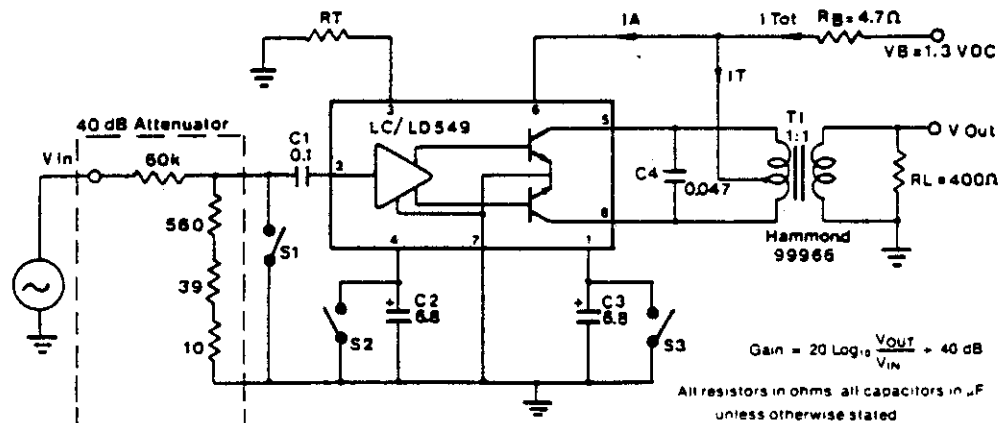 RT
IA
I Tot
RB = 4.7Ω
VB = 1.3 VDC
IT
3
6
LC/LD549
5
T1
1:1
V Out
40 dB Attenuator
Vin
60k
C1
0.1
2
C4
0.047
RL = 400Ω
560
S1
8
Hammond
99966
4
7
1
39
C2
6.8
C3
6.8
S2
S3
10
Gain = 20 Log10 VOUT/VIN + 40 dB
All resistors in ohms all capacitors in µF
unless otherwise stated